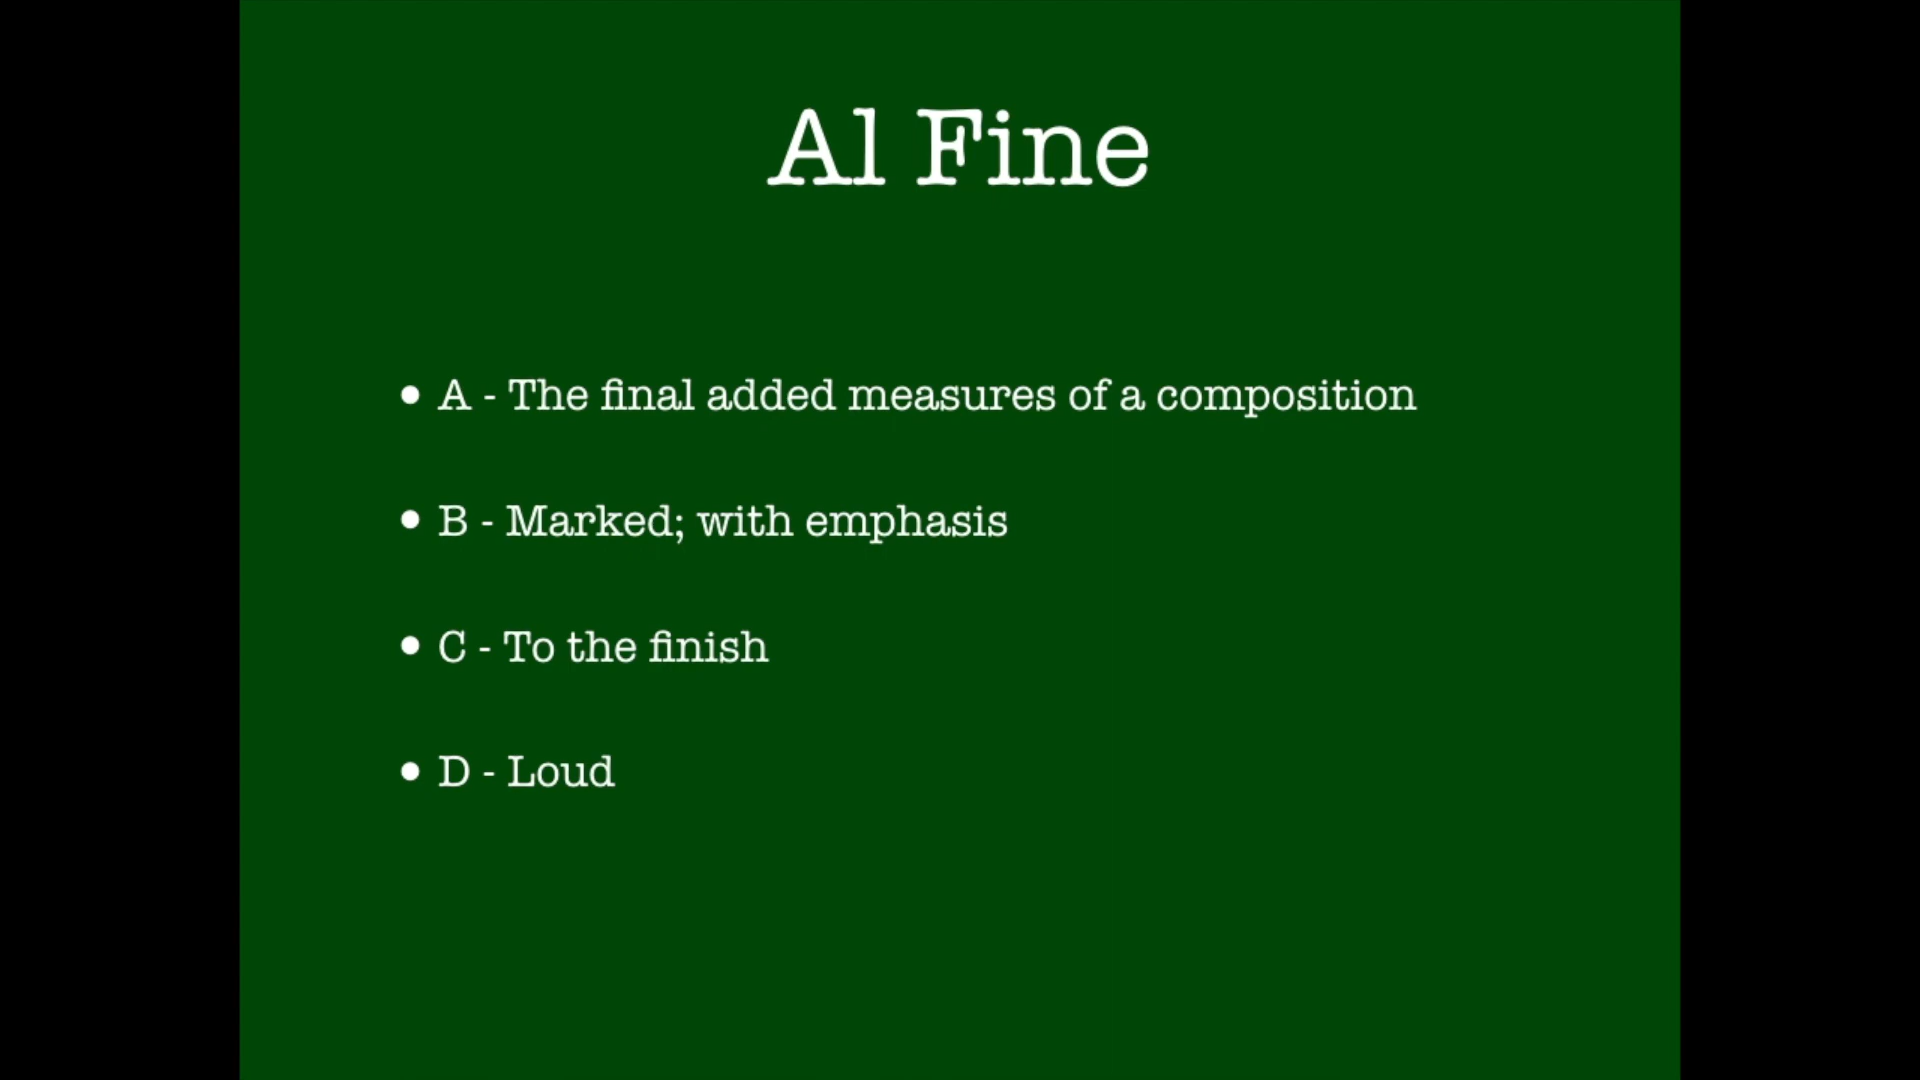 Al Fine
• A - The final added measures of a composition
• B - Marked; with emphasis
• C - To the finish
• D - Loud